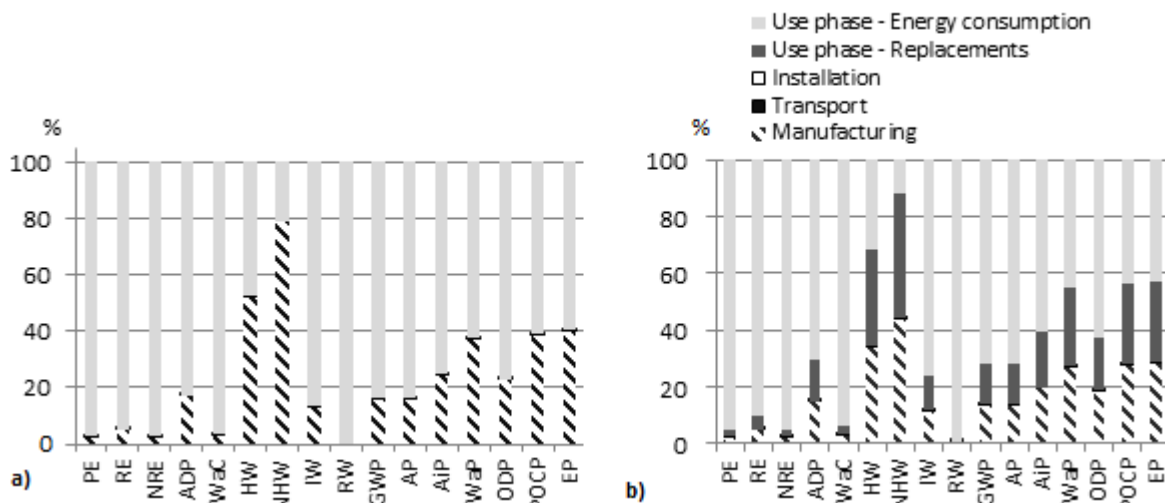 Use phase - Energy consumption
Use phase - Replacements
Installation
Transport
Manufacturing
%
100
80
60
40
20
0
PE
RE
NRE
ADP
WaC
HW
NHW
IW
RW
GWP
AP
AiP
WaP
ODP
POCP
EP
a)
%
100
80
60
40
20
0
PE
RE
NRE
ADP
WaC
HW
NHW
IW
RW
GWP
AP
AiP
WaP
ODP
POCP
EP
b)